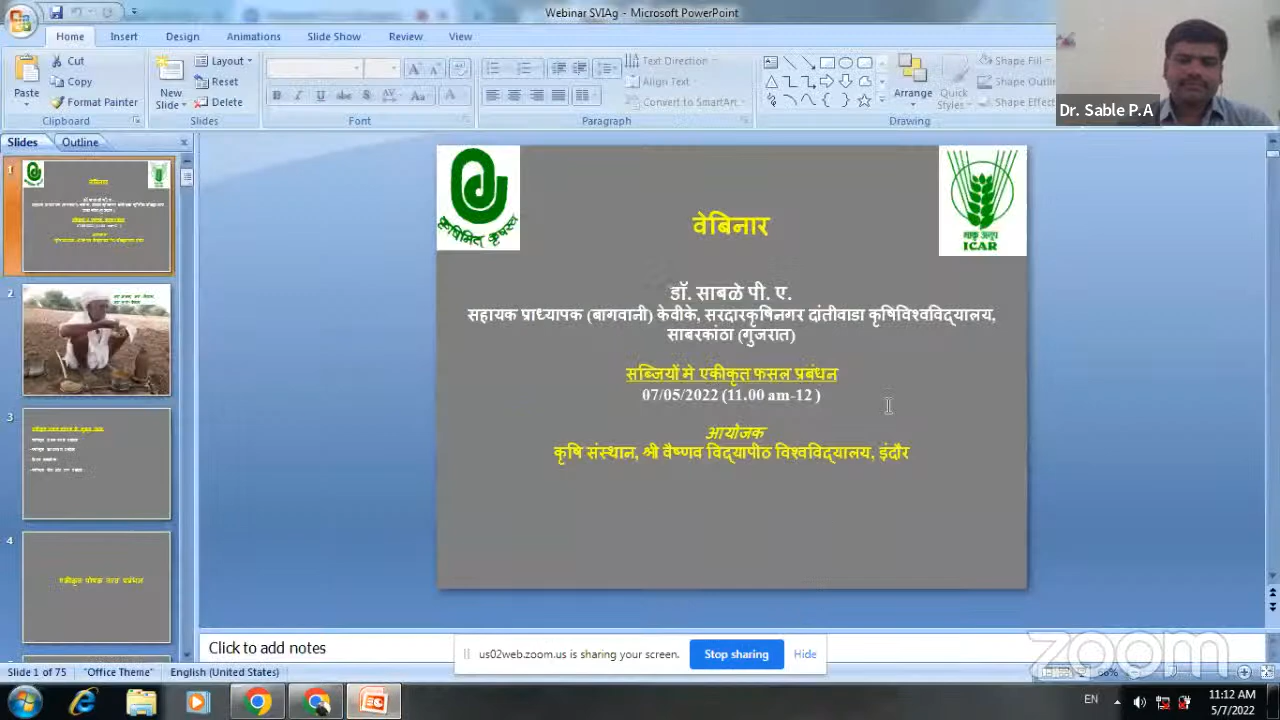 Webinar SVIAg - Microsoft PowerPoint
Home Insert Design Animations Slide Show Review View
Paste
Cut
Copy
Format Painter
Clipboard
New Slide
Layout
Reset
Delete
Slides
Font
Text Direction
Align Text
Convert to SmartArt
Paragraph
Arrange
Quick Styles
Shape Fill
Drawing
Dr. Sable P.A
Slides Outline
1
2
3
4
ICAR
वेबिनार
डॉ. साबळे पी. ए.
सहायक प्राध्यापक (बागवानी) केवीके, सरदारकृषिनगर दांतीवाडा कृषिविश्वविद्यालय,
साबरकांठा (गुजरात)
सब्जियों मे एकीकृत फसल प्रबंधन
07/05/2022 (11.00 am-12 )
आयोजक
कृषि संस्थान, श्री वैष्णव विद्यापीठ विश्वविद्यालय, इंदौर
Click to add notes
us02web.zoom.us is sharing your screen. Stop sharing Hide
zoom
Slide 1 of 75 "Office Theme" English (United States)
EN
11:12 AM
5/7/2022